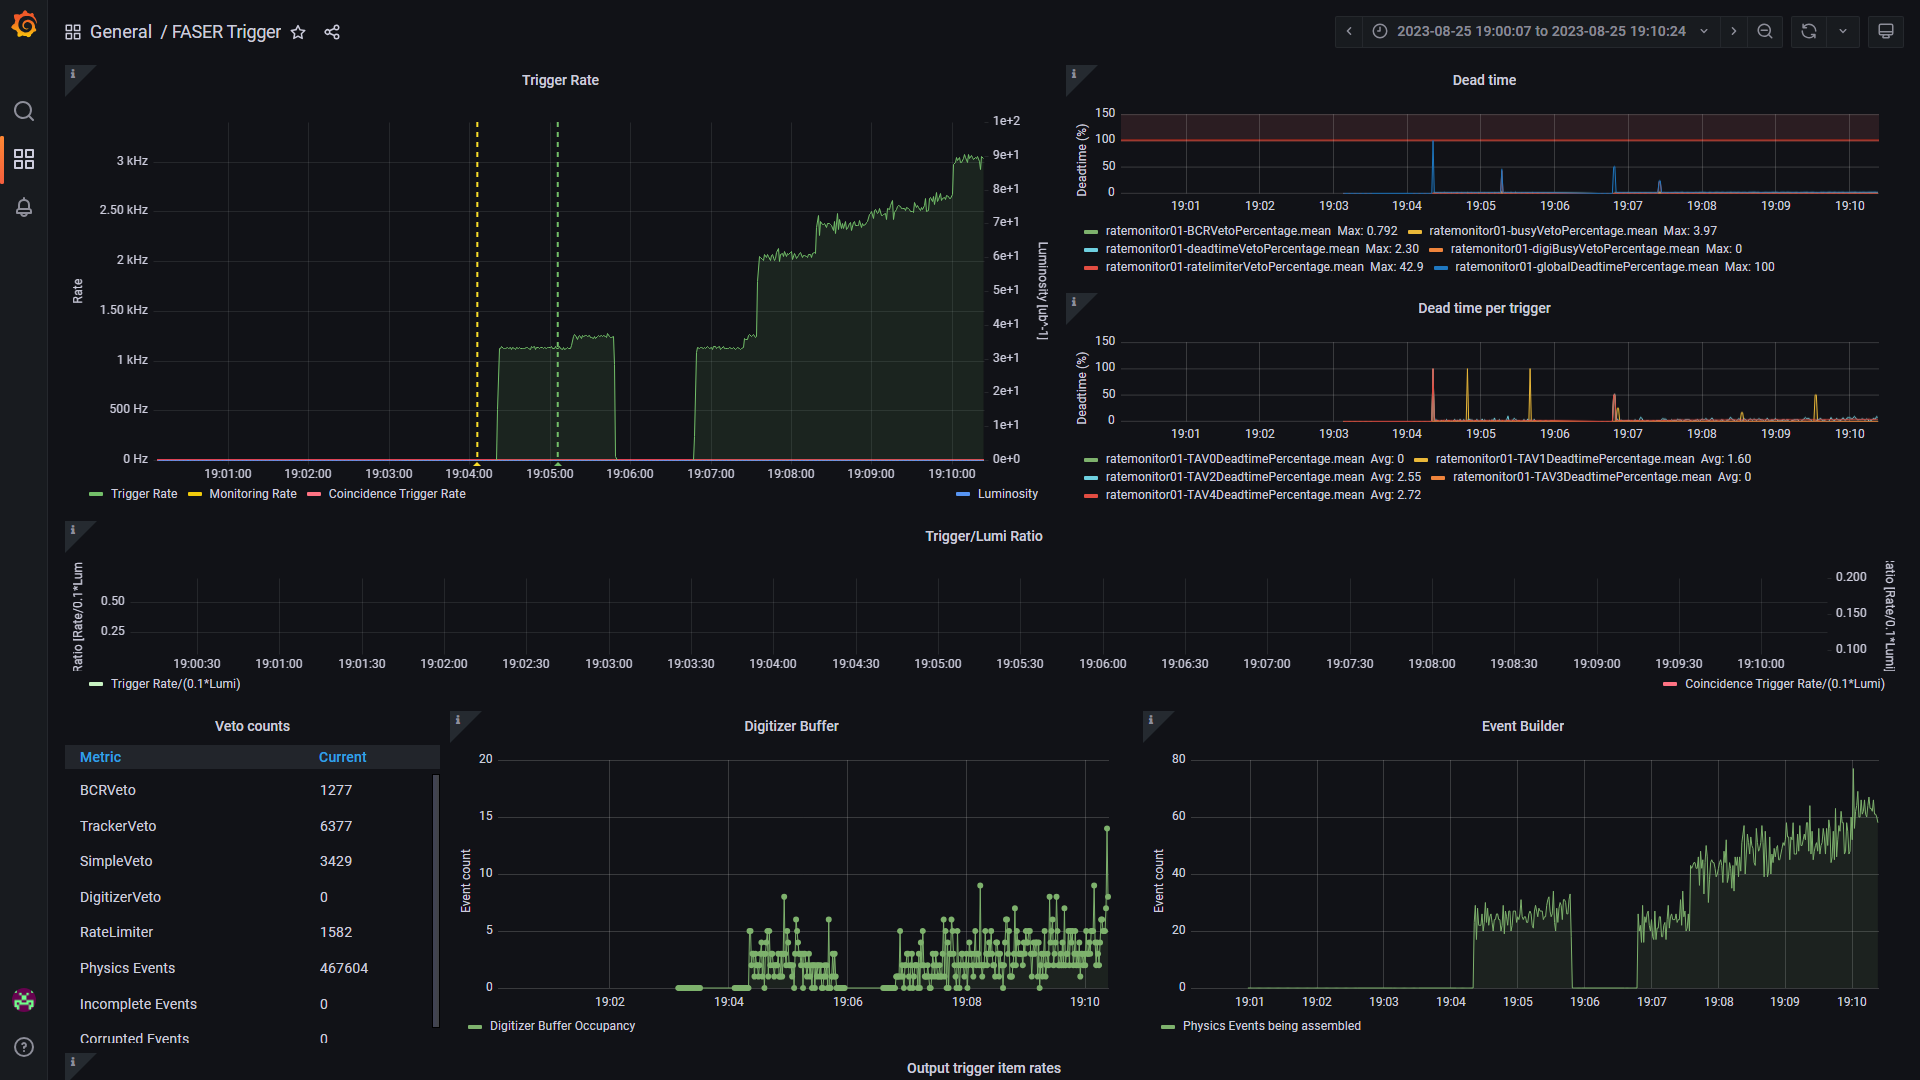 General / FASER Trigger
2023-08-25 19:00:07 to 2023-08-25 19:10:24
Trigger Rate
Rate
3 kHz
2.50 kHz
2 kHz
1.50 kHz
1 kHz
500 Hz
0 Hz
1e+2
9e+1
8e+1
7e+1
6e+1
5e+1
4e+1
3e+1
2e+1
1e+1
0e+0
Luminosity [ub^-1]
19:01:00 19:02:00 19:03:00 19:04:00 19:05:00 19:06:00 19:07:00 19:08:00 19:09:00 19:10:00
Trigger Rate Monitoring Rate Coincidence Trigger Rate Luminosity
Dead time
Deadtime (%)
150
100
50
0
19:01 19:02 19:03 19:04 19:05 19:06 19:07 19:08 19:09 19:10
ratemonitor01-BCRVetoPercentage.mean Max: 0.792 ratemonitor01-busyVetoPercentage.mean Max: 3.97
ratemonitor01-deadtimeVetoPercentage.mean Max: 2.30 ratemonitor01-digiBusyVetoPercentage.mean Max: 0
ratemonitor01-ratelimiterVetoPercentage.mean Max: 42.9 ratemonitor01-globalDeadtimePercentage.mean Max: 100
Dead time per trigger
Deadtime (%)
150
100
50
0
19:01 19:02 19:03 19:04 19:05 19:06 19:07 19:08 19:09 19:10
ratemonitor01-TAV0DeadtimePercentage.mean Avg: 0 ratemonitor01-TAV1DeadtimePercentage.mean Avg: 1.60
ratemonitor01-TAV2DeadtimePercentage.mean Avg: 2.55 ratemonitor01-TAV3DeadtimePercentage.mean Avg: 0
ratemonitor01-TAV4DeadtimePercentage.mean Avg: 2.72
Trigger/Lumi Ratio
Ratio [Rate/0.1*Lum
0.50
0.25
0.200
0.150
0.100
[Rate/0.1*Lumi]
19:00:30 19:01:00 19:01:30 19:02:00 19:02:30 19:03:00 19:03:30 19:04:00 19:04:30 19:05:00 19:05:30 19:06:00 19:06:30 19:07:00 19:07:30 19:08:00 19:08:30 19:09:00 19:09:30 19:10:00
Trigger Rate/(0.1*Lumi) Coincidence Trigger Rate/(0.1*Lumi)
Veto counts
Metric Current
BCRVeto 1277
TrackerVeto 6377
SimpleVeto 3429
DigitizerVeto 0
RateLimiter 1582
Physics Events 467604
Incomplete Events 0
Corrupted Events 0
Digitizer Buffer
Event count
20
15
10
5
0
19:02 19:04 19:06 19:08 19:10
Digitizer Buffer Occupancy
Event Builder
Event count
80
60
40
20
0
19:01 19:02 19:03 19:04 19:05 19:06 19:07 19:08 19:09 19:10
Physics Events being assembled
Output trigger item rates